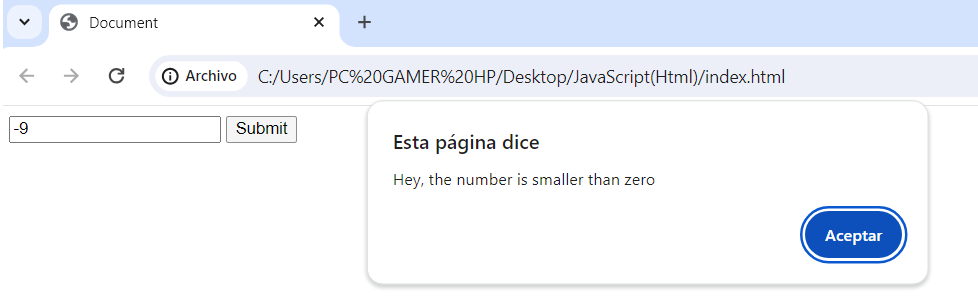 Document
Archivo C:/Users/PC%20GAMER%20HP/Desktop/JavaScript(Html)/index.html
-9 Submit
Esta página dice
Hey, the number is smaller than zero
Aceptar